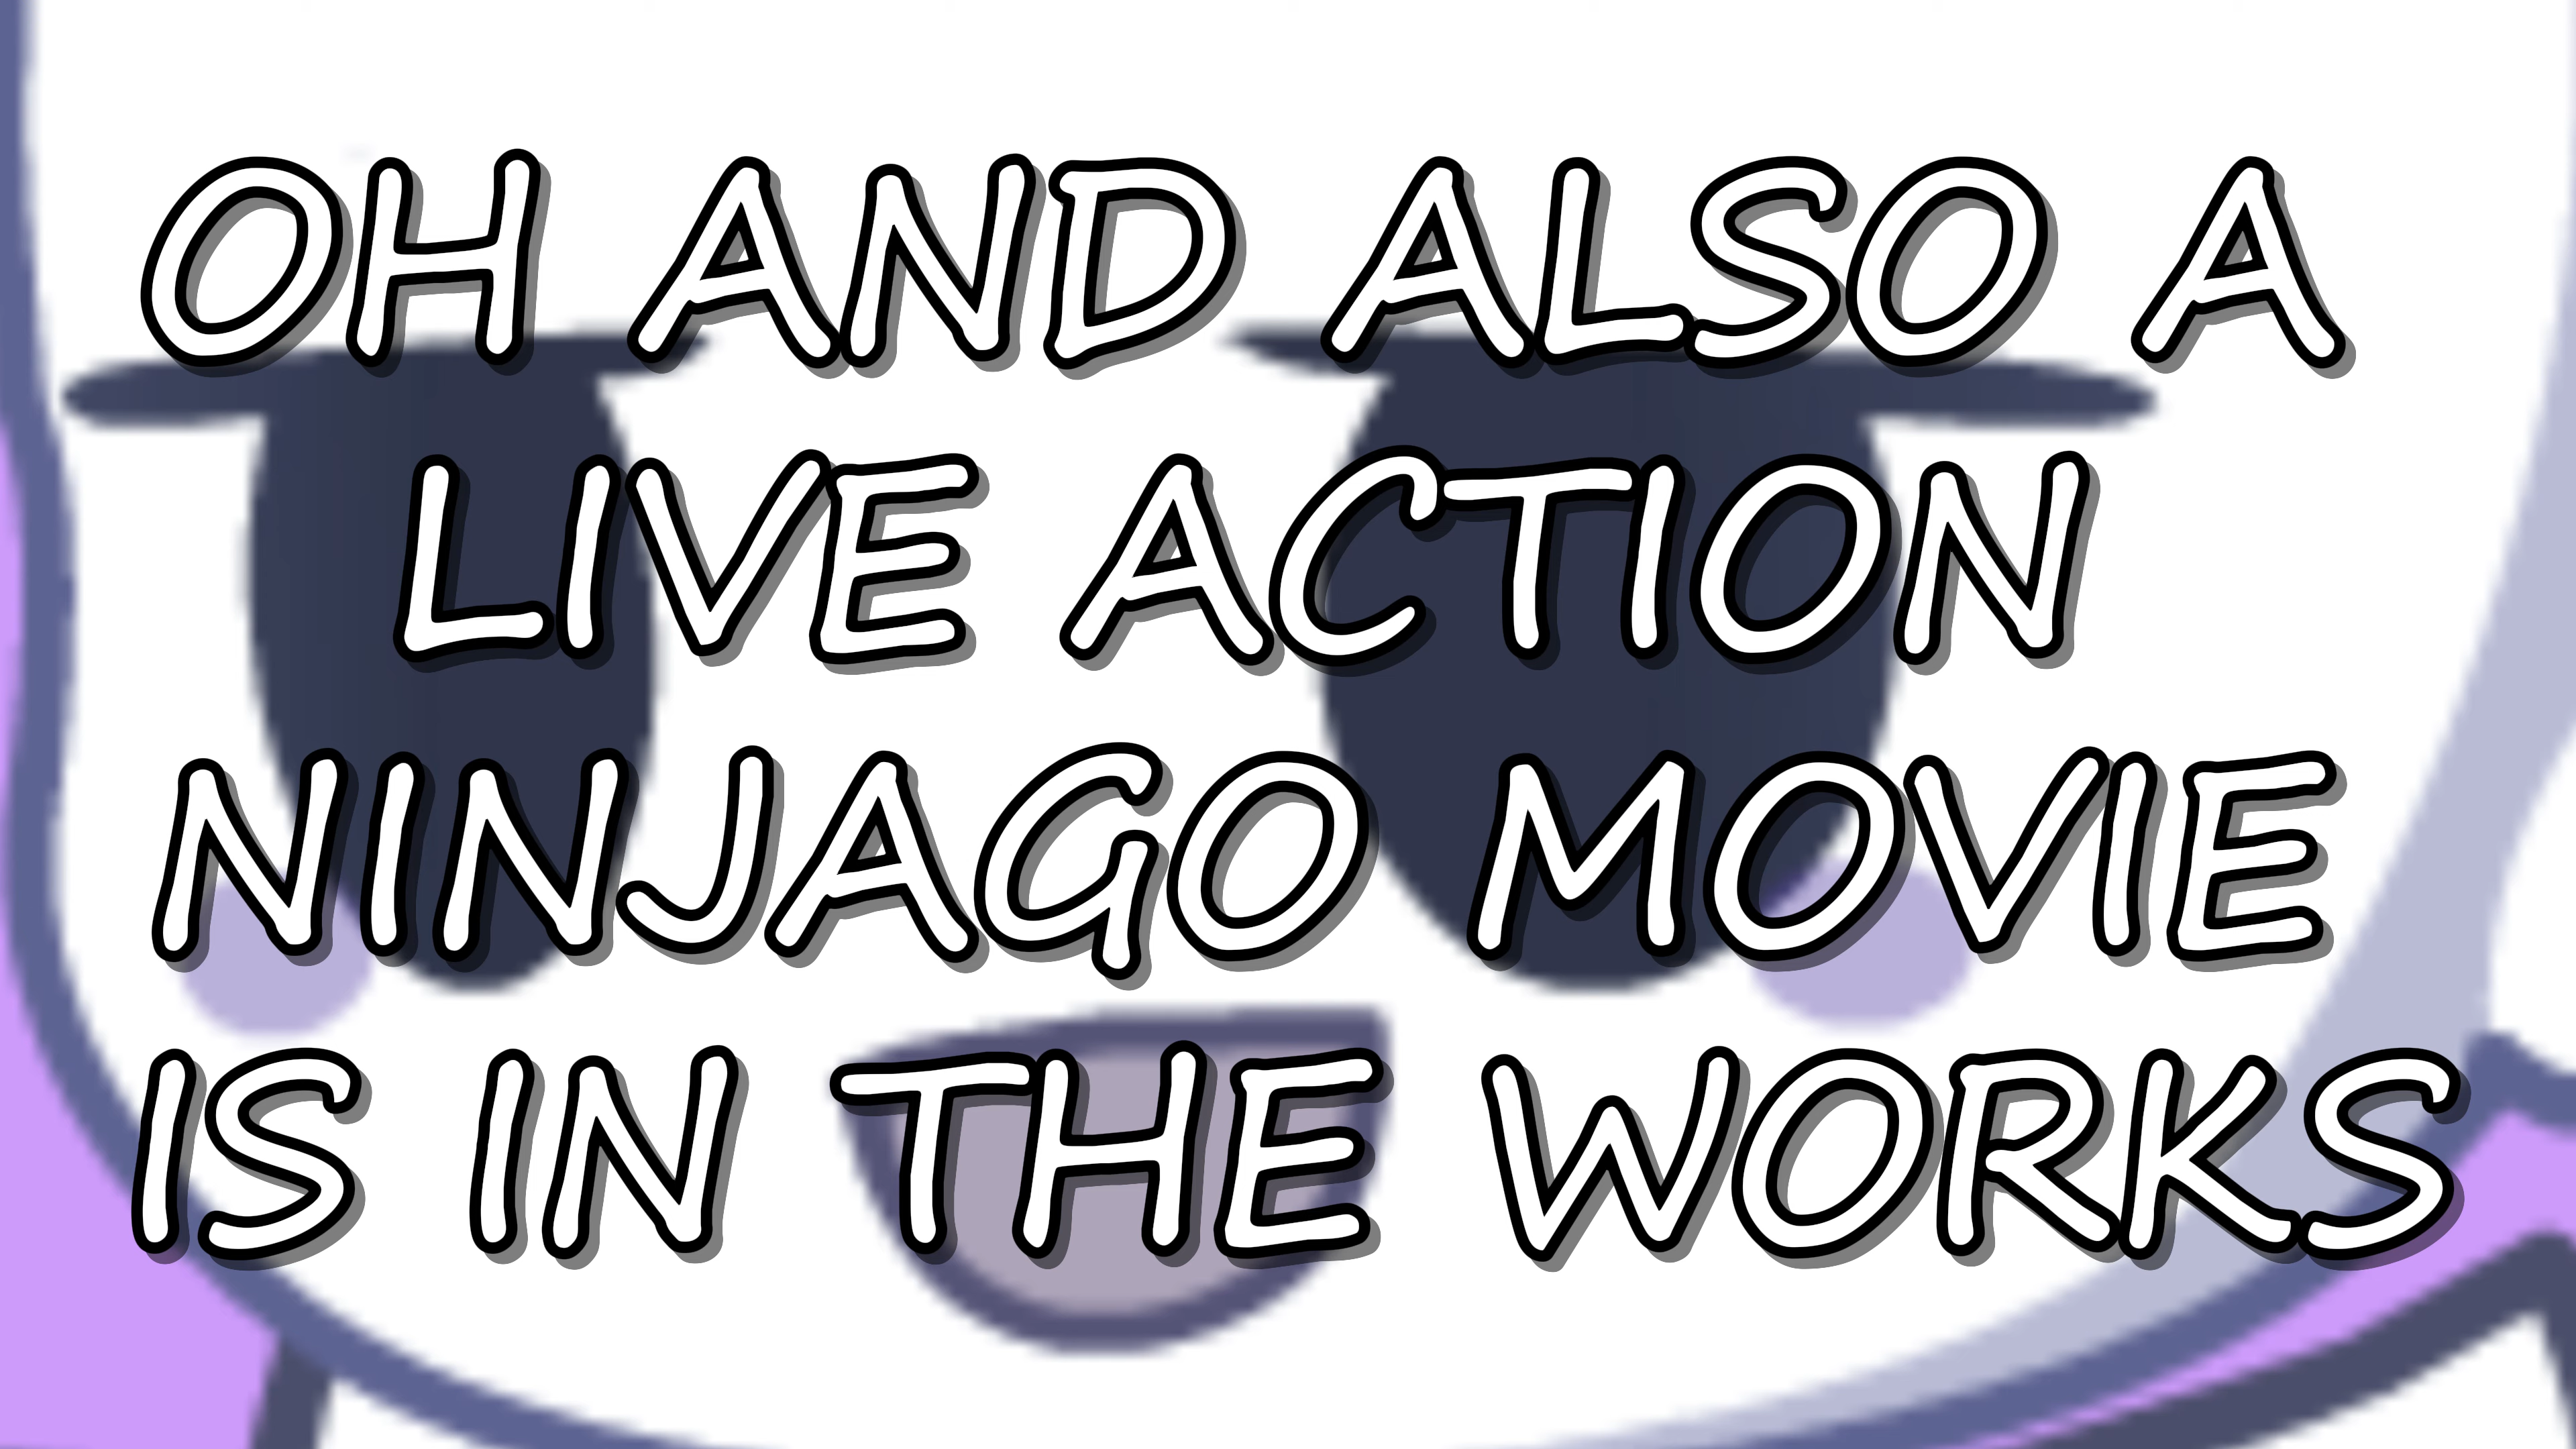 OH AND ALSO A
LIVE ACTION
NINJAGO MOVIE
IS IN THE WORKS